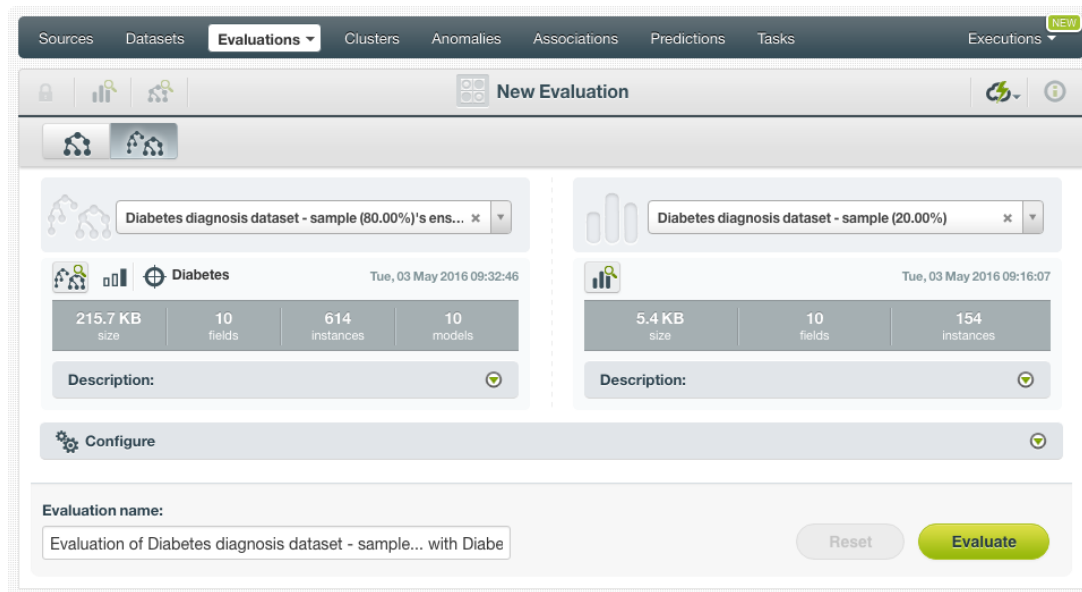 Sources Datasets Evaluations Clusters Anomalies Associations Predictions Tasks Executions NEW
New Evaluation
Diabetes diagnosis dataset - sample (80.00%)'s ens...
Diabetes diagnosis dataset - sample (20.00%)
Diabetes Tue, 03 May 2016 09:32:46
Tue, 03 May 2016 09:16:07
215.7 KB 10 614 10
size fields instances models
5.4 KB 10 154
size fields instances
Description:
Description:
Configure
Evaluation name:
Evaluation of Diabetes diagnosis dataset - sample... with Diabe
Reset Evaluate